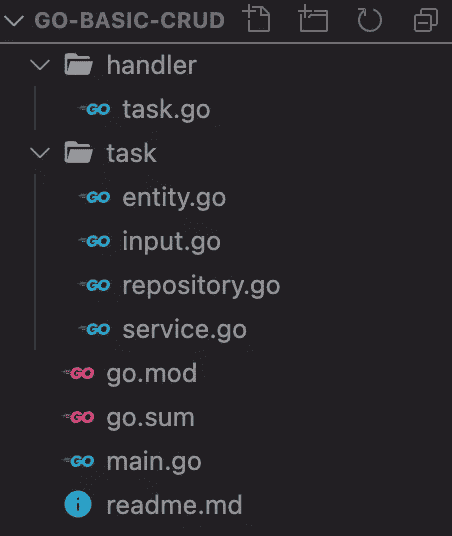 GO-BASIC-CRUD
handler
GO task.go
task
GO entity.go
GO input.go
GO repository.go
GO service.go
GO go.mod
GO go.sum
GO main.go
i readme.md